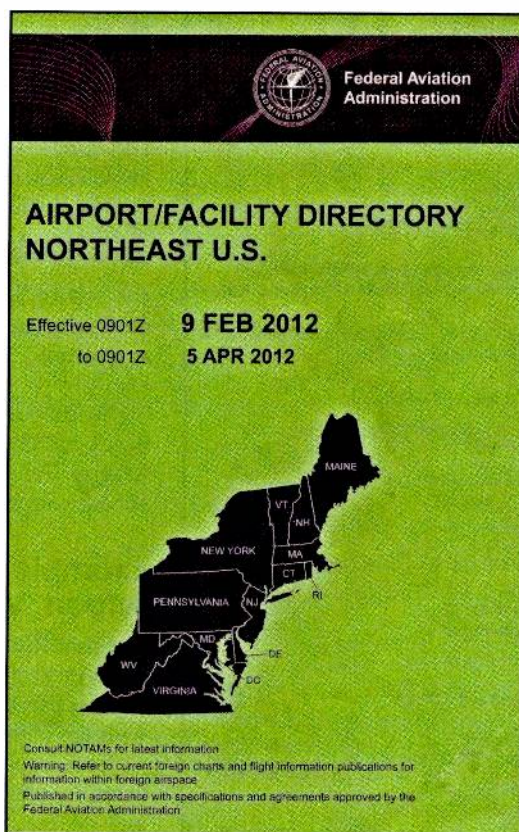 FEDERAL AVIATION
ADMINISTRATION
Federal Aviation
Administration
AIRPORT/FACILITY DIRECTORY
NORTHEAST U.S.
Effective 0901Z 9 FEB 2012
to 0901Z 5 APR 2012
MAINE
VT
NH
NEW YORK
MA
CT
RI
PENNSYLVANIA
NJ
MD
DE
WV
DC
VIRGINIA
Consult NOTAMs for latest information
Warning: Refer to current foreign charts and flight information publications for
information within foreign airspace
Published in accordance with specifications and agreements approved by the
Federal Aviation Administration